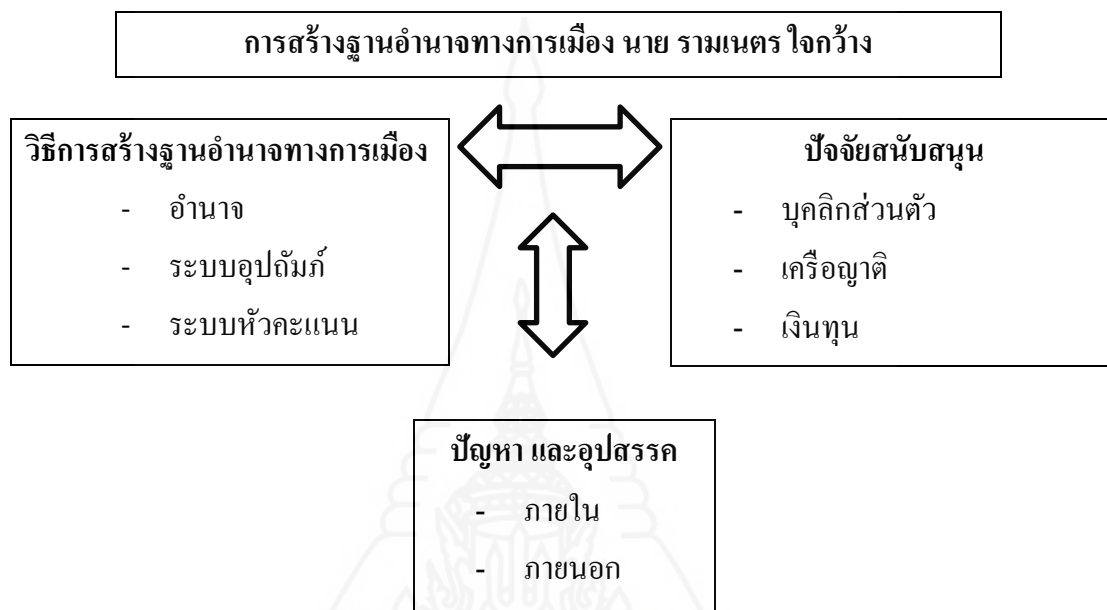 การสร้างฐานอำนาจทางการเมือง นาย รามเนตร ใจกว้าง
วิธีการสร้างฐานอำนาจทางการเมือง
- อำนาจ
- ระบบอุปถัมภ์
- ระบบหัวคะแนน
ปัจจัยสนับสนุน
- บุคลิกส่วนตัว
- เครือญาติ
- เงินทุน
ปัญหา และอุปสรรค
- ภายใน
- ภายนอก